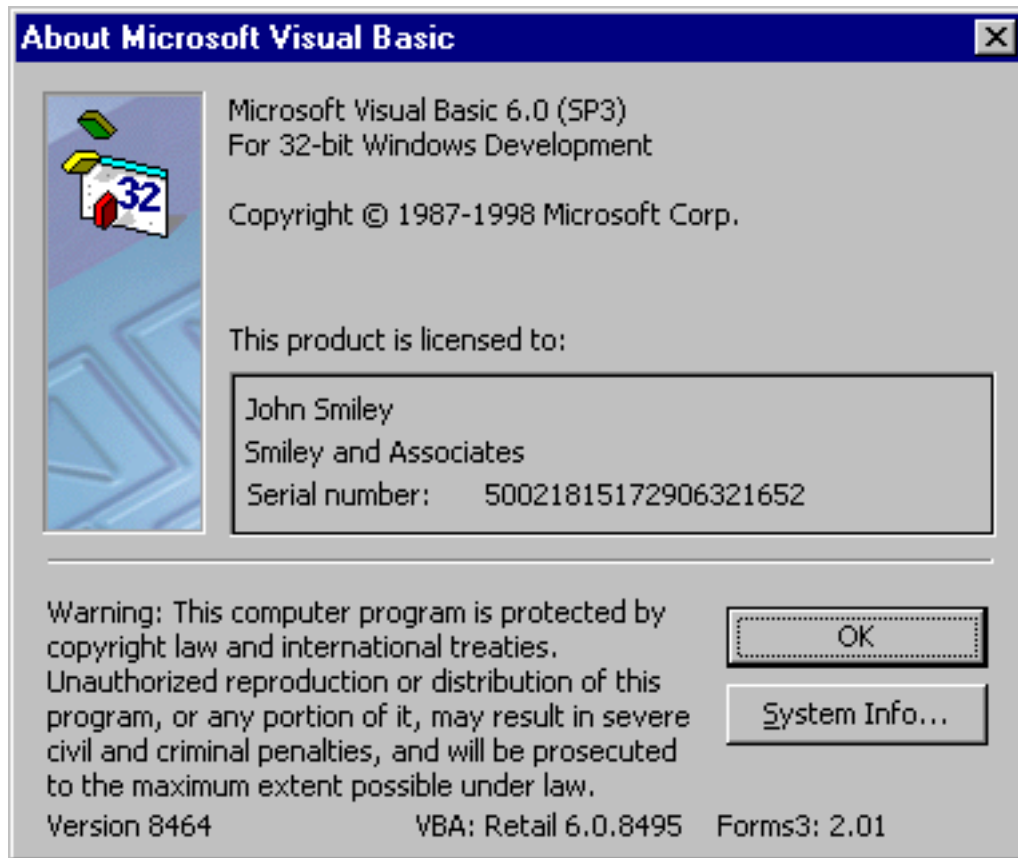 About Microsoft Visual Basic
32
Microsoft Visual Basic 6.0 (SP3)
For 32-bit Windows Development
Copyright © 1987-1998 Microsoft Corp.
This product is licensed to:
John Smiley
Smiley and Associates
Serial number: 50021815172906321652
Warning: This computer program is protected by
copyright law and international treaties.
Unauthorized reproduction or distribution of this
program, or any portion of it, may result in severe
civil and criminal penalties, and will be prosecuted
to the maximum extent possible under law.
OK
System Info...
Version 8464 VBA: Retail 6.0.8495 Forms3: 2.01